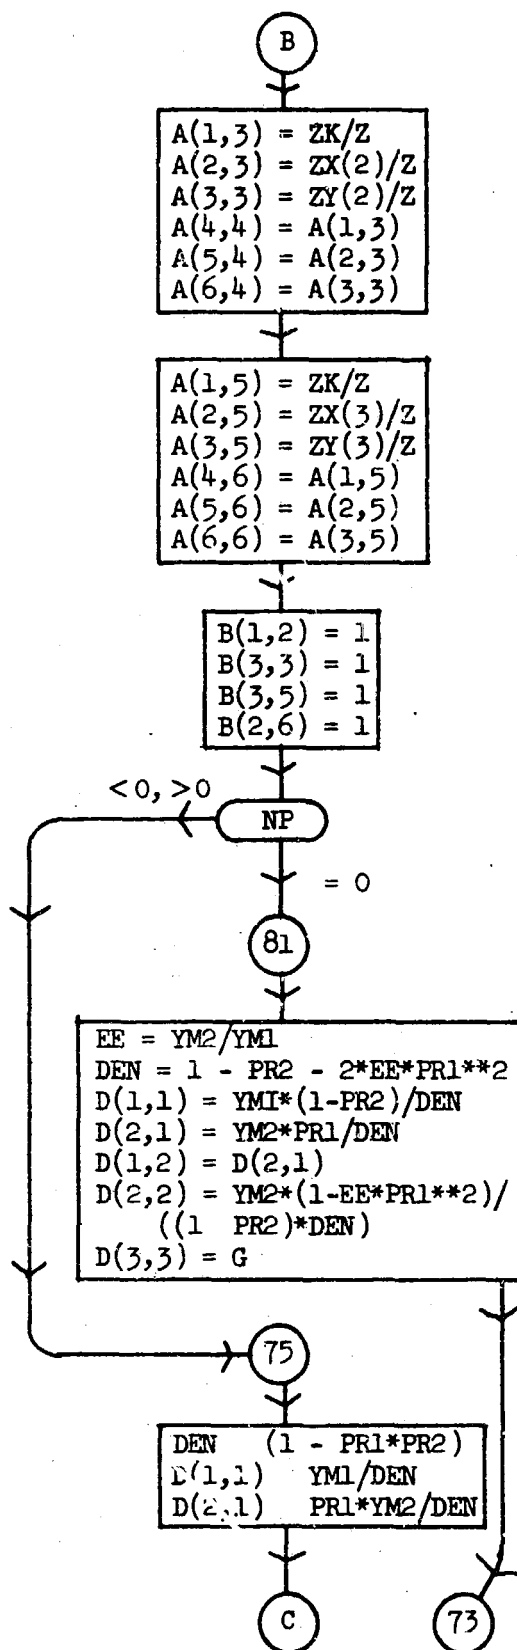 B
A(1,3) = ZK/Z
A(2,3) = ZX(2)/Z
A(3,3) = ZY(2)/Z
A(4,4) = A(1,3)
A(5,4) = A(2,3)
A(6,4) = A(3,3)
A(1,5) = ZK/Z
A(2,5) = ZX(3)/Z
A(3,5) = ZY(3)/Z
A(4,6) = A(1,5)
A(5,6) = A(2,5)
A(6,6) = A(3,5)
B(1,2) = 1
B(3,3) = 1
B(3,5) = 1
B(2,6) = 1
<0, >0
NP
= 0
81
EE = YM2/YM1
DEN = 1 - PR2 - 2*EE*PR1**2
D(1,1) = YMI*(1-PR2)/DEN
D(2,1) = YM2*PR1/DEN
D(1,2) = D(2,1)
D(2,2) = YM2*(1-EE*PR1**2)/
((1 PR2)*DEN)
D(3,3) = G
75
DEN (1 - PR1*PR2)
D(1,1) YM1/DEN
D(2,1) PR1*YM2/DEN
C
73